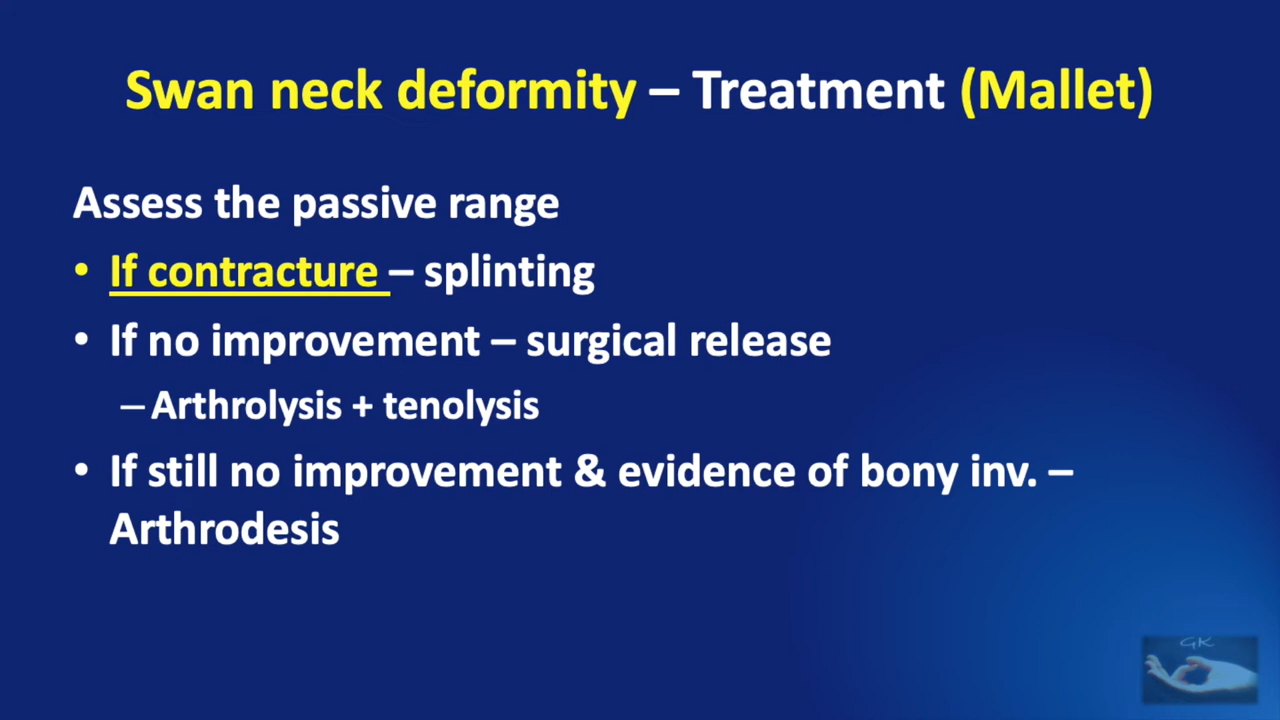 Swan neck deformity – Treatment (Mallet)
Assess the passive range
• If contracture – splinting
• If no improvement – surgical release
– Arthrolysis + tenolysis
• If still no improvement & evidence of bony inv. –
Arthrodesis
GK